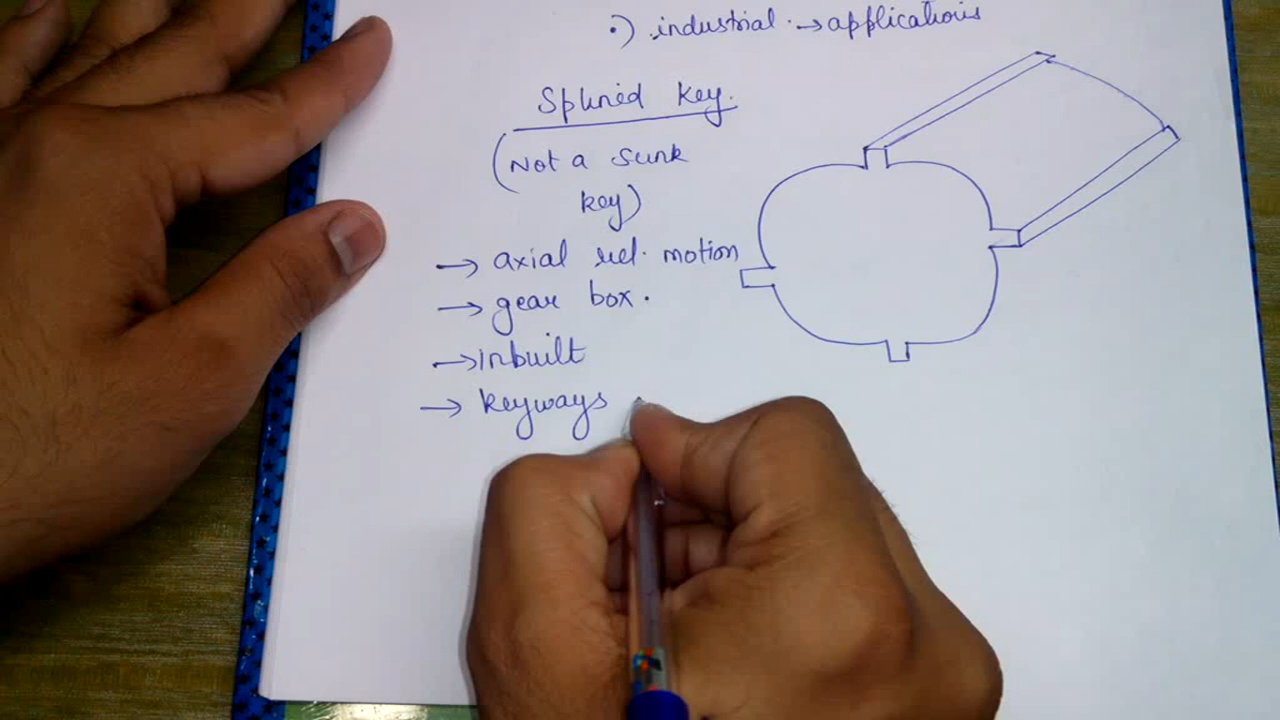 •) industrial → applications
Splined Key.
(Not a Sunk
key)
→ axial rel. motion
→ gear box.
→ inbuilt
→ keyways